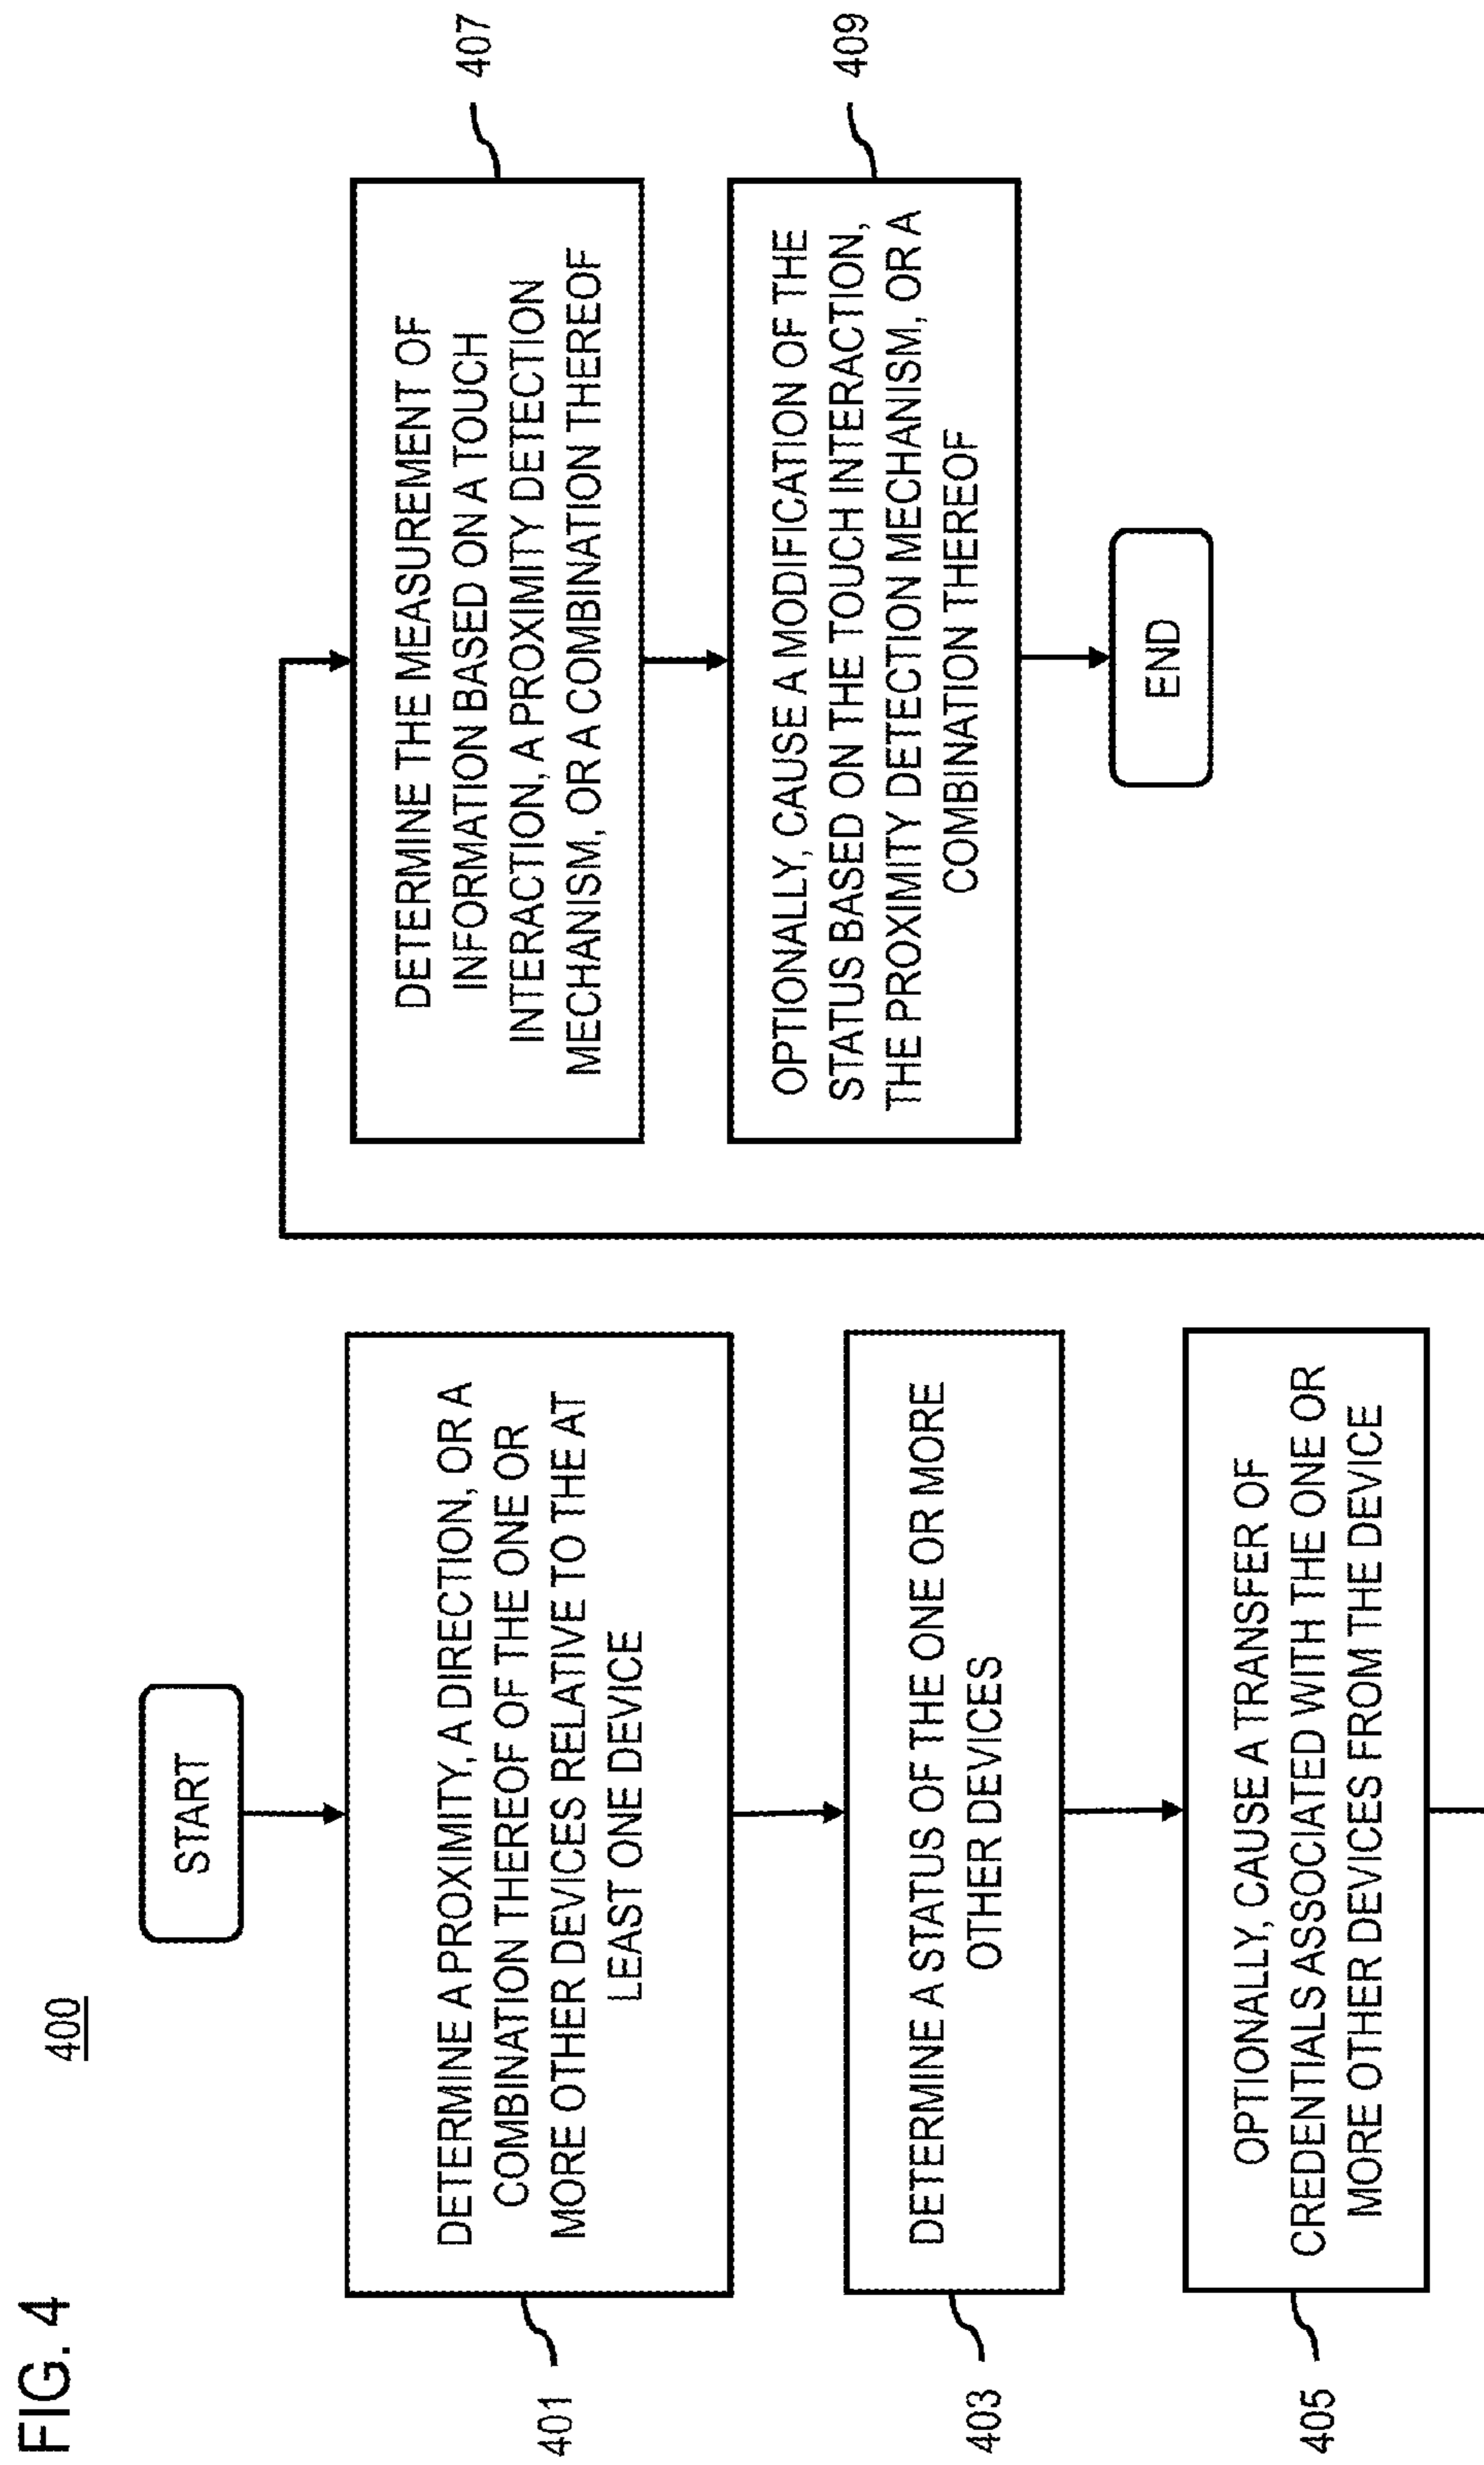 FIG. 4
400
START
401
DETERMINE A PROXIMITY, A DIRECTION, OR A
COMBINATION THEREOF OF THE ONE OR
MORE OTHER DEVICES RELATIVE TO THE AT
LEAST ONE DEVICE
403
DETERMINE A STATUS OF THE ONE OR MORE
OTHER DEVICES
405
OPTIONALLY, CAUSE A TRANSFER OF
CREDENTIALS ASSOCIATED WITH THE ONE OR
MORE OTHER DEVICES FROM THE DEVICE
407
DETERMINE THE MEASUREMENT OF
INFORMATION BASED ON A TOUCH
INTERACTION, A PROXIMITY DETECTION
MECHANISM, OR A COMBINATION THEREOF
409
OPTIONALLY, CAUSE A MODIFICATION OF THE
STATUS BASED ON THE TOUCH INTERACTION,
THE PROXIMITY DETECTION MECHANISM, OR A
COMBINATION THEREOF
END